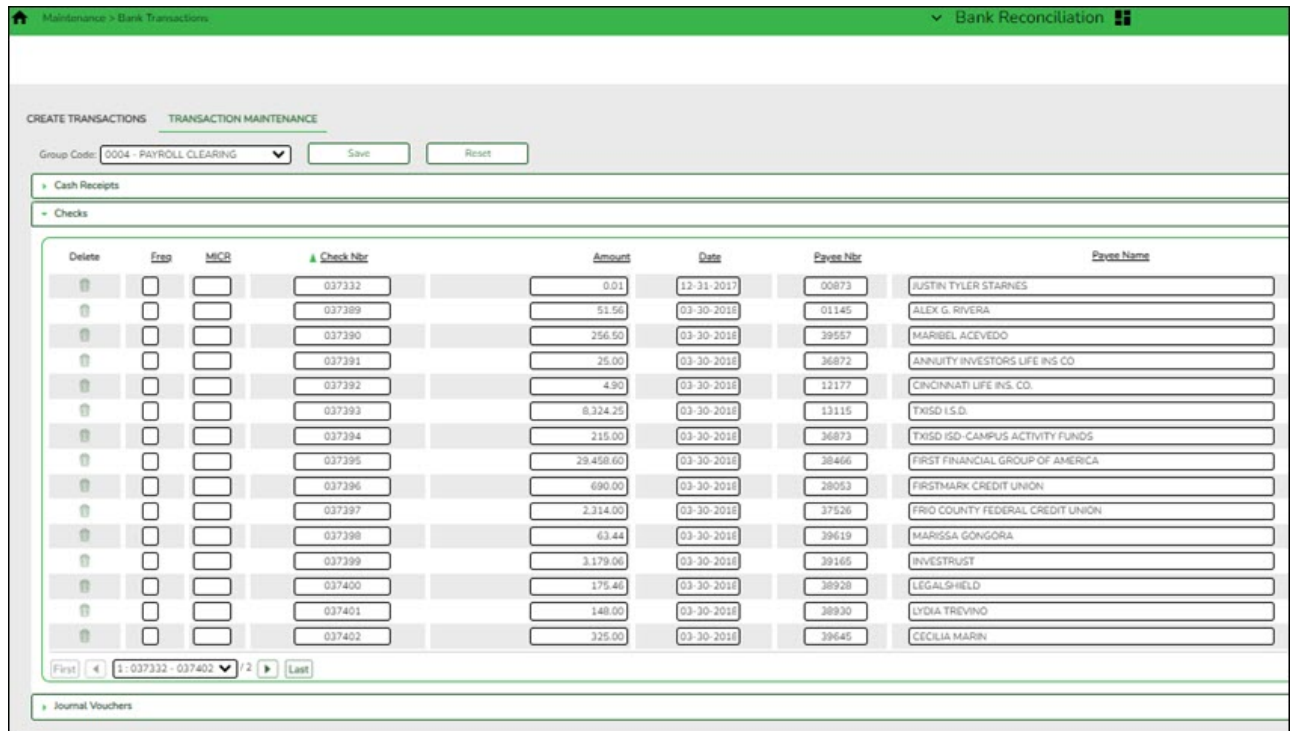 Maintenance > Bank Transactions Bank Reconciliation
CREATE TRANSACTIONS TRANSACTION MAINTENANCE
Group Code: 0004 - PAYROLL CLEARING Save Reset
Cash Receipts
Checks
Delete Freq MICR Check Nbr Amount Date Payee Nbr Payee Name
037332 0.01 12-31-2017 00873 JUSTIN TYLER STARNES
037389 51.56 03-30-2018 01145 ALEX G. RIVERA
037390 256.50 03-30-2018 39557 MARIBEL ACEVEDO
037391 25.00 03-30-2018 36872 ANNUITY INVESTORS LIFE INS CO
037392 4.90 03-30-2018 12177 CINCINNATI LIFE INS. CO.
037393 8,324.25 03-30-2018 13115 TXISD I.S.D.
037394 215.00 03-30-2018 36873 TXISD ISD-CAMPUS ACTIVITY FUNDS
037395 29,458.60 03-30-2018 38466 FIRST FINANCIAL GROUP OF AMERICA
037396 690.00 03-30-2018 28053 FIRSTMARK CREDIT UNION
037397 2,314.00 03-30-2018 37526 FRIO COUNTY FEDERAL CREDIT UNION
037398 63.44 03-30-2018 39619 MARISSA GONGORA
037399 3,179.06 03-30-2018 39165 INVESTRUST
037400 175.46 03-30-2018 38928 LEGALSHIELD
037401 148.00 03-30-2018 38930 LYDIA TREVINO
037402 325.00 03-30-2018 39645 CECILIA MARIN
First 1 : 037332 - 037402 / 2 Last
Journal Vouchers